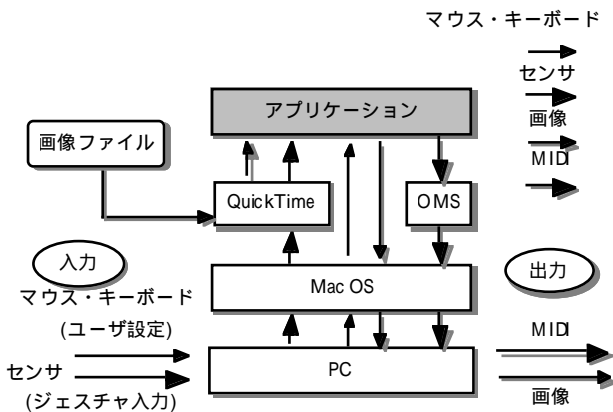 マウス・キーボード
センサ
画像
MIDI
アプリケーション
画像ファイル
QuickTime
OMS
入力
出力
マウス・キーボード
(ユーザ設定)
Mac OS
MIDI
センサ
(ジェスチャ入力)
PC
画像